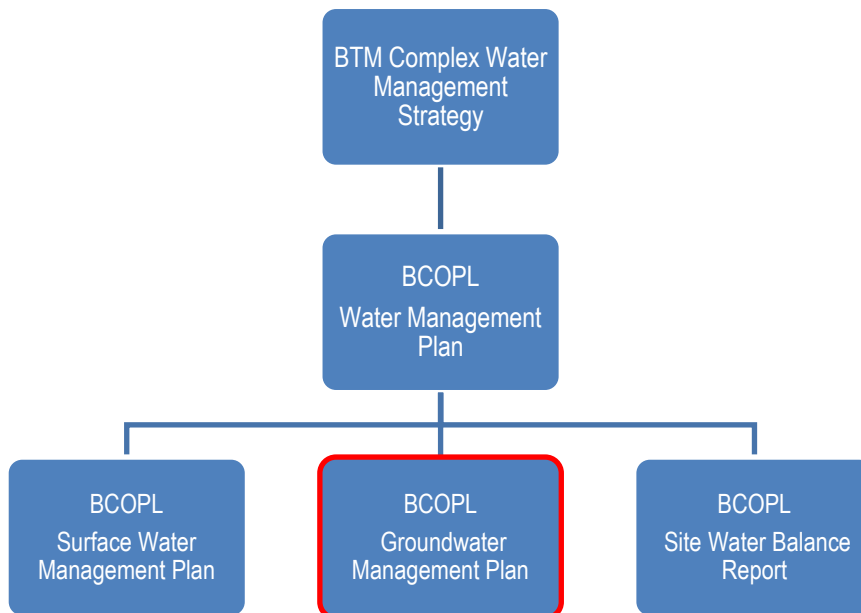 BTM Complex Water
Management
Strategy
BCOPL
Water Management
Plan
BCOPL
Surface Water
Management Plan
BCOPL
Groundwater
Management Plan
BCOPL
Site Water Balance
Report